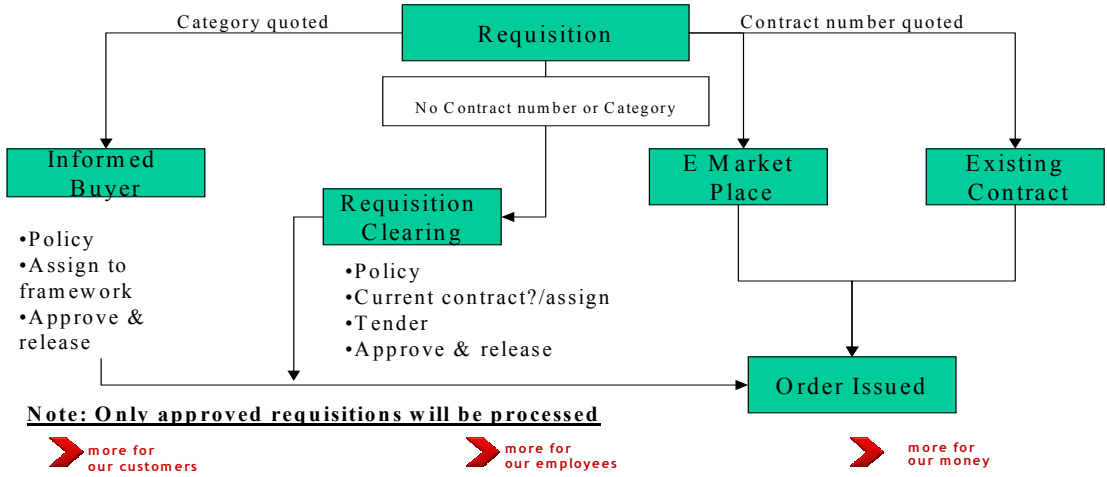 Category quoted
Requisition
Contract number quoted
No Contract number or Category
Informed
Buyer
E Market
Place
Existing
Contract
Requisition
Clearing
•Policy
•Assign to
framework
•Approve &
release
•Policy
•Current contract?/assign
•Tender
•Approve & release
Order Issued
Note: Only approved requisitions will be processed
more for
our customers
more for
our employees
more for
our money